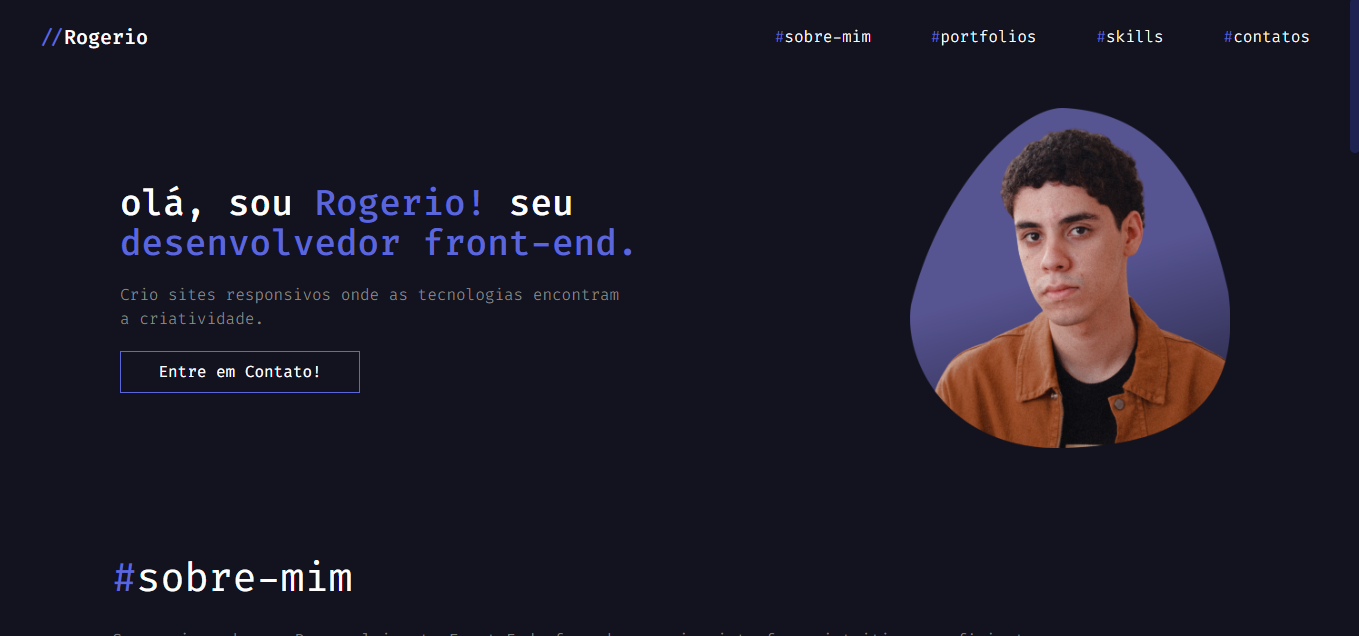 //Rogerio
#sobre-mim
#portfolios
#skills
#contatos
olá, sou Rogerio! seu
desenvolvedor front-end.
Crio sites responsivos onde as tecnologias encontram
a criatividade.
Entre em Contato!
#sobre-mim